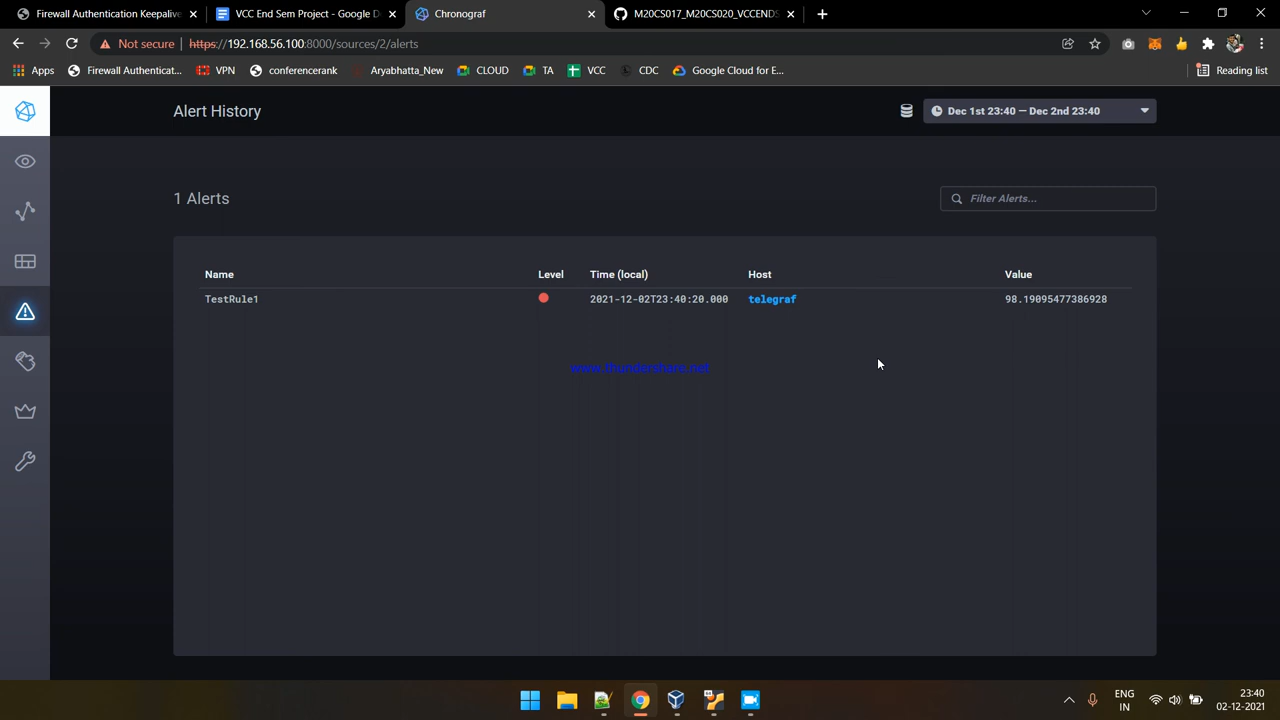 Firewall Authentication Keepalive
VCC End Sem Project - Google D
Chronograf
M20CS017_M20CS020_VCCENDS
Not secure
https://192.168.56.100:8000/sources/2/alerts
Apps
Firewall Authenticat...
VPN
conferencerank
Aryabhatta_New
CLOUD
TA
VCC
CDC
Google Cloud for E...
Reading list
Alert History
Dec 1st 23:40 — Dec 2nd 23:40
1 Alerts
Filter Alerts...
Name Level Time (local) Host Value
TestRule1 2021-12-02T23:40:20.000 telegraf 98.19095477386928
www.thundershare.net
ENG
IN
23:40
02-12-2021